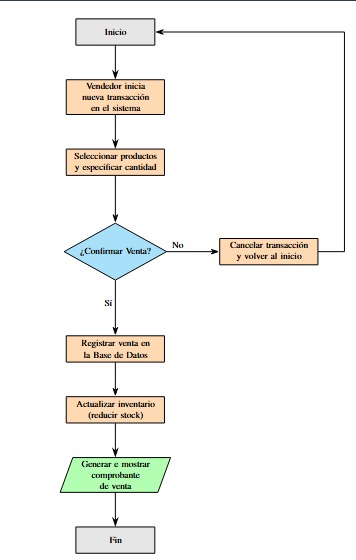 Inicio
Vendedor inicia
nueva transacción
en el sistema
Seleccionar productos
y especificar cantidad
¿Confirmar Venta?
No
Cancelar transacción
y volver al inicio
Sí
Registrar venta en
la Base de Datos
Actualizar inventario
(reducir stock)
Generar e mostrar
comprobante
de venta
Fin